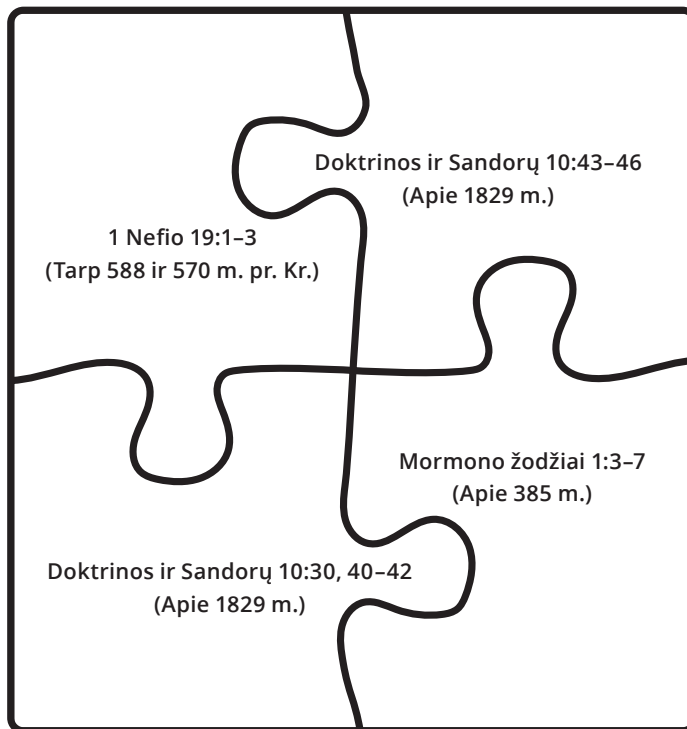 1 Nefio 19:1–3
(Tarp 588 ir 570 m. pr. Kr.)
Doktrinos ir Sandorų 10:43–46
(Apie 1829 m.)
Doktrinos ir Sandorų 10:30, 40–42
(Apie 1829 m.)
Mormono žodžiai 1:3–7
(Apie 385 m.)